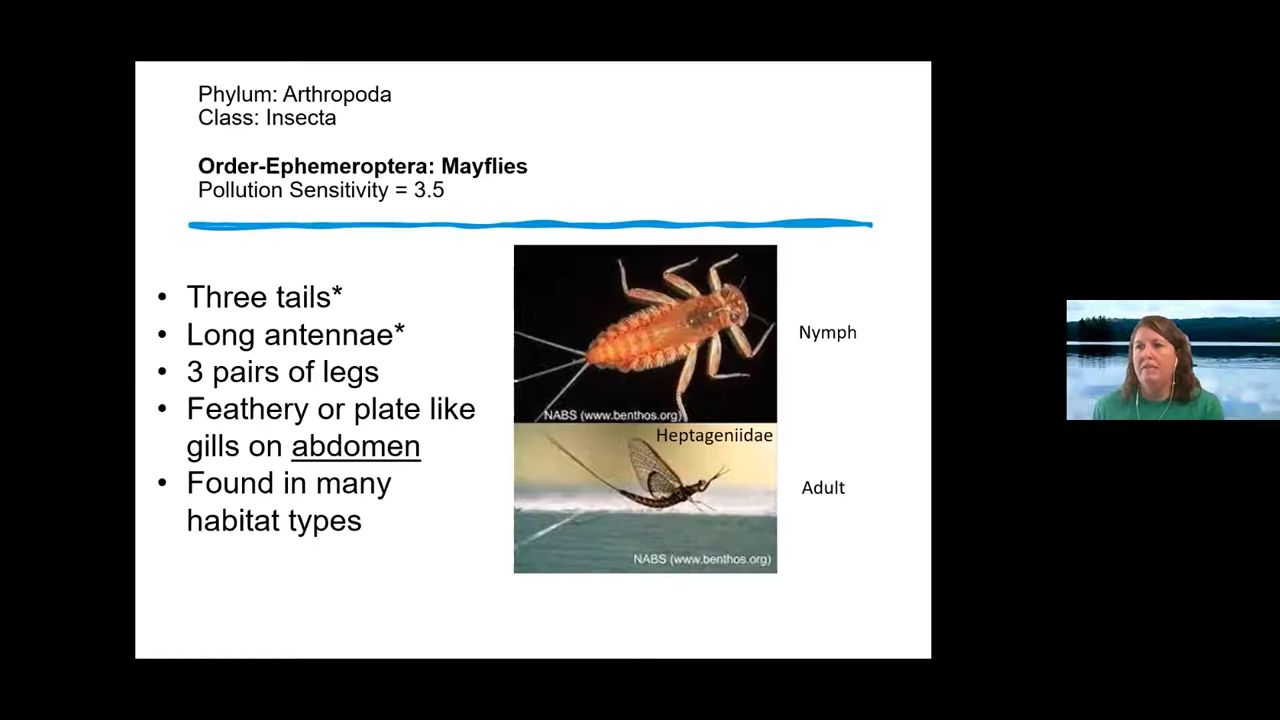 Phylum: Arthropoda
Class: Insecta
Order-Ephemeroptera: Mayflies
Pollution Sensitivity = 3.5
• Three tails*
• Long antennae*
• 3 pairs of legs
• Feathery or plate like
gills on abdomen
• Found in many
habitat types
Nymph
NABS (www.benthos.org)
Heptageniidae
Adult
NABS (www.benthos.org)